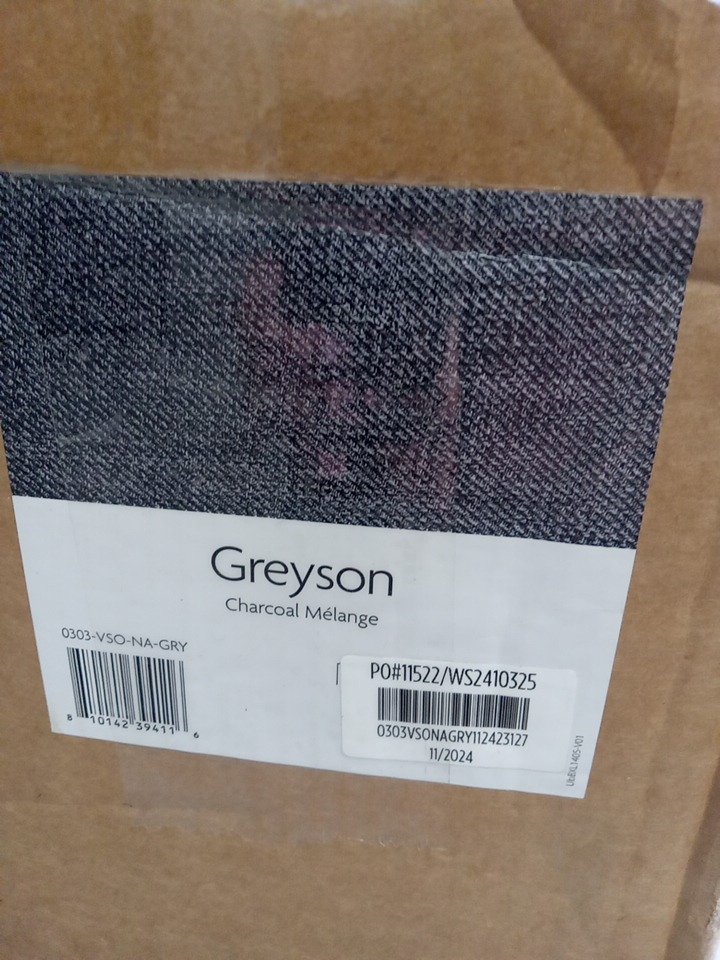 Greyson
Charcoal Mélange
0303-VSO-NA-GRY
8 10142 39411 6
PO#11522/WS2410325
0303VSONAGRY112423127
11/2024